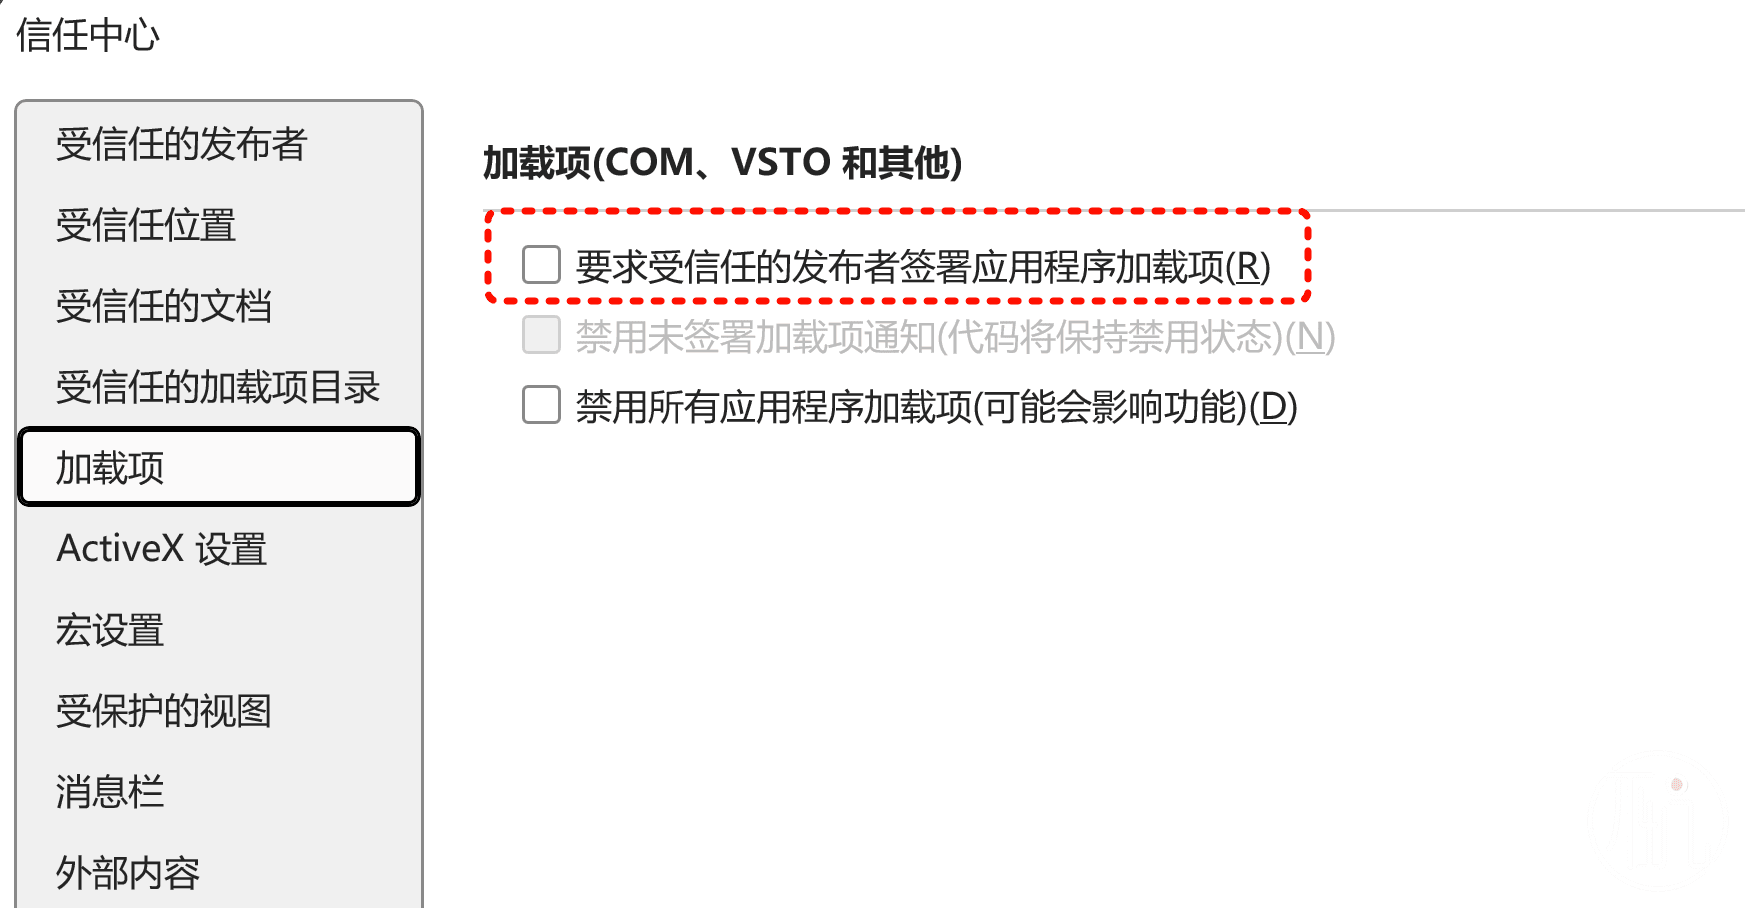 信任中心
受信任的发布者
受信任位置
受信任的文档
受信任的加载项目录
加载项
ActiveX 设置
宏设置
受保护的视图
消息栏
外部内容
加载项(COM、VSTO 和其他)
要求受信任的发布者签署应用程序加载项(R)
禁用未签署加载项通知(代码将保持禁用状态)(N)
禁用所有应用程序加载项(可能会影响功能)(D)